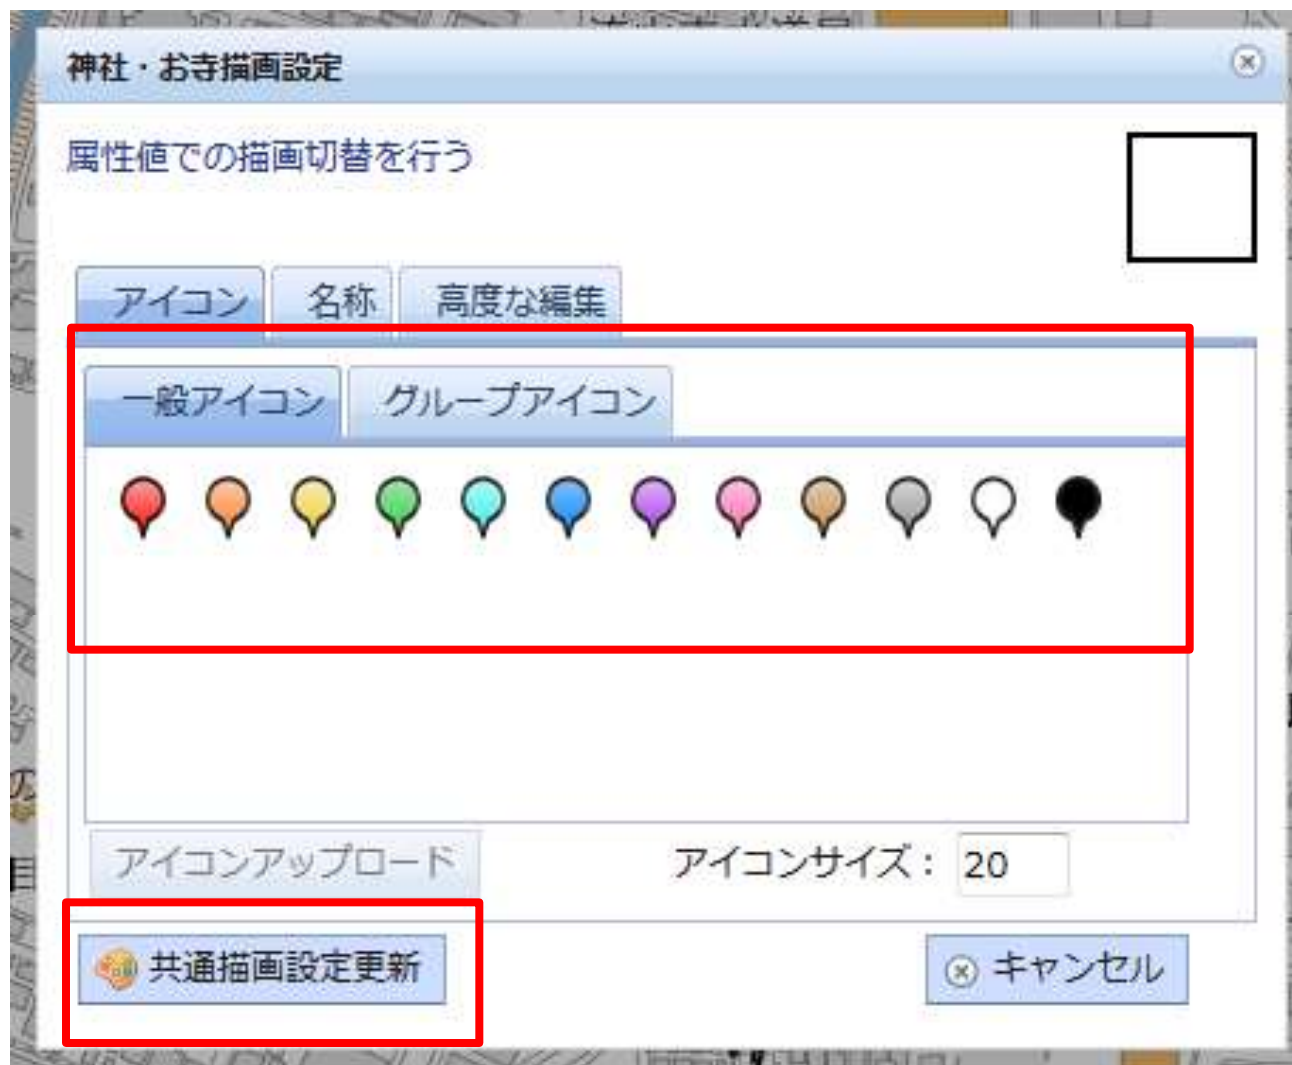 神社・お寺描画設定
属性値での描画切替を行う
アイコン 名称 高度な編集
一般アイコン グループアイコン
アイコンアップロード アイコンサイズ： 20
共通描画設定更新 キャンセル